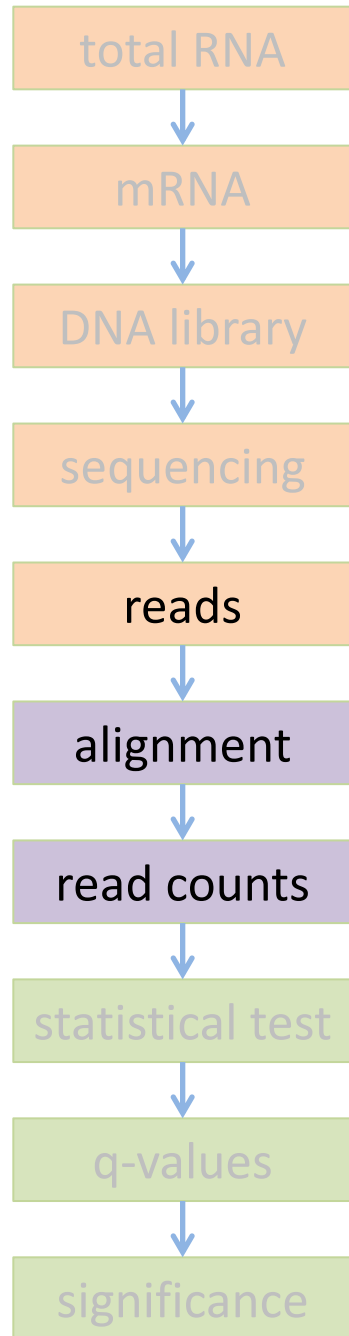 total RNA
mRNA
DNA library
sequencing
reads
alignment
read counts
statistical test
q-values
significance